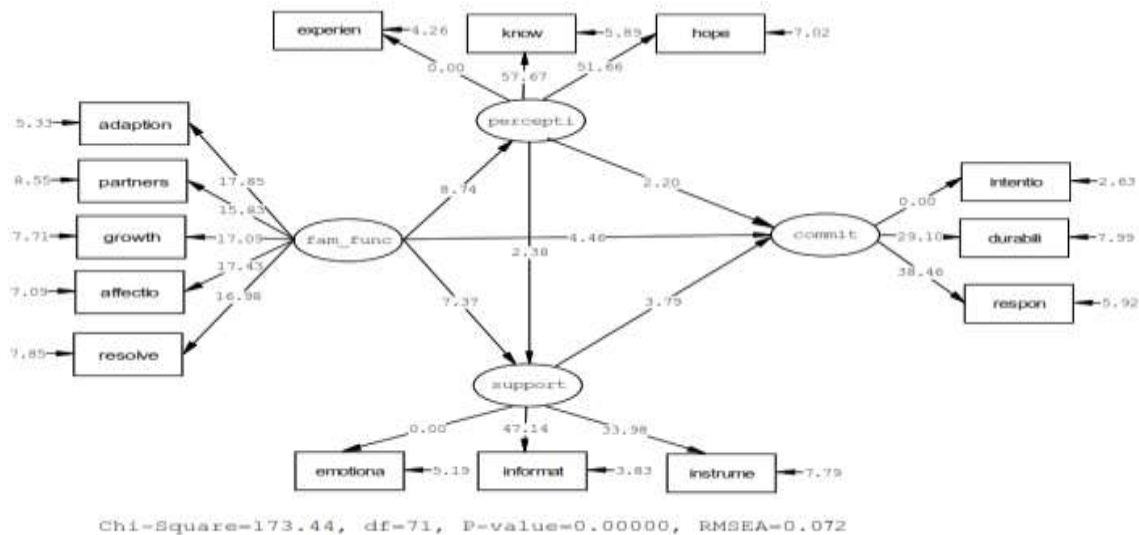 experien
4.26
know
5.89
hope
7.02
0.00
57.67
51.66
percepti
5.33
adaption
partners
7.71
growth
7.09
affectio
7.85
resolve
17.85
15.83
17.09
17.43
16.98
fam_func
8.74
4.46
7.37
2.38
2.20
3.79
commit
0.00
29.10
38.46
intentio
2.63
durabili
7.99
respon
5.92
support
0.00
47.14
33.98
emotiona
5.19
informat
3.83
instrume
7.79
Chi-Square=173.44, df=71, P-value=0.00000, RMSEA=0.072